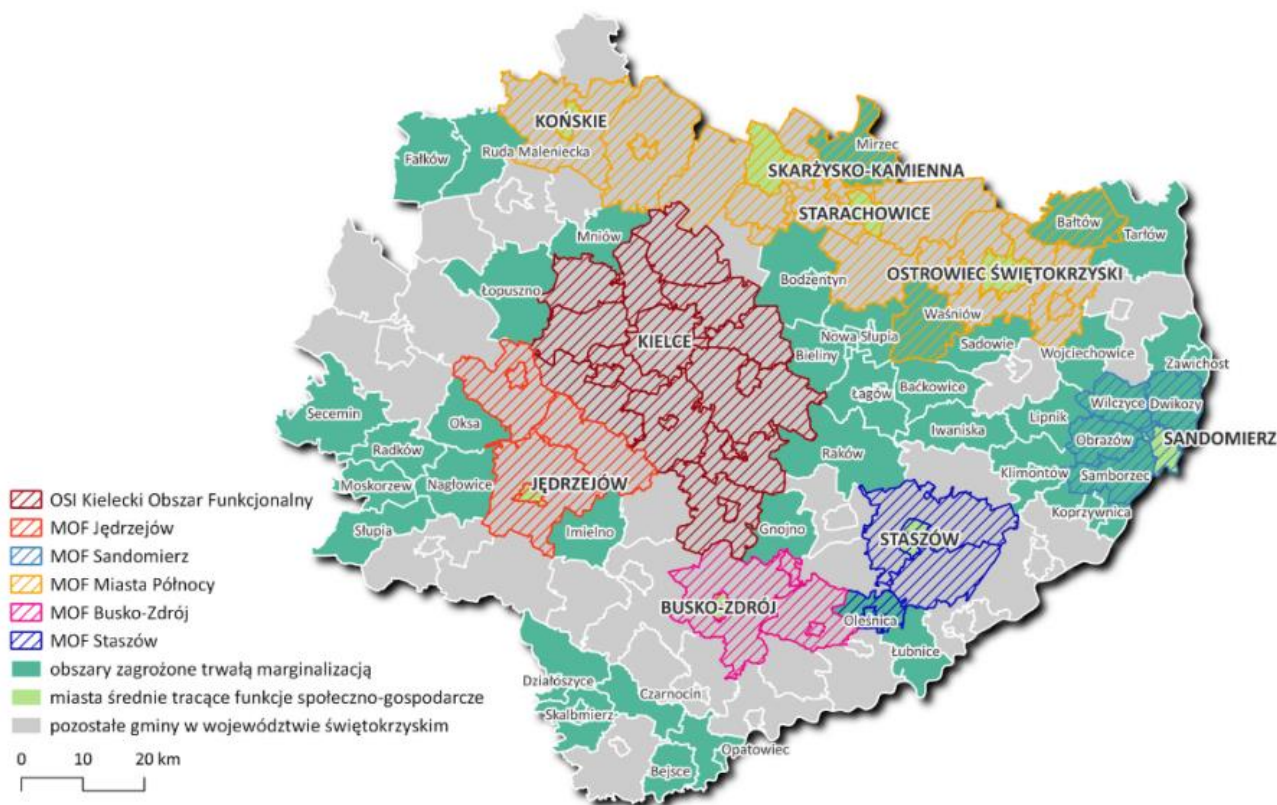 KOŃSKIE
Fałków
Ruda Maleniecka
Mirzec
SKARŻYSKO-KAMIENNA
STARACHOWICE
Bałtów
Tarłów
Mniów
Bodzentyn
OSTROWIEC ŚWIĘTOKRZYSKI
Łopuszno
Waśniów
KIELCE
Nowa Słupia
Sadowie
Bieliny
Wojciechowice
Zawichost
Łagów
Baćkowice
Wilczyce
Dwikozy
Secemin
Oksa
Iwaniska
Lipnik
Obrazów
SANDOMIERZ
Radków
Raków
Klimontów
Samborzec
Moskorzew
Nagłowice
JĘDRZEJÓW
Koprzywnica
Słupia
Imielno
Gnojno
STASZÓW
BUSKO-ZDRÓJ
Oleśnica
Łubnice
Działoszyce
Czarnocin
Skalbmierz
Opatowiec
Bejsce
OSI Kielecki Obszar Funkcjonalny
MOF Jędrzejów
MOF Sandomierz
MOF Miasta Północy
MOF Busko-Zdrój
MOF Staszów
obszary zagrożone trwałą marginalizacją
miasta średnie tracące funkcje społeczno-gospodarcze
pozostałe gminy w województwie świętokrzyskim
0 10 20 km